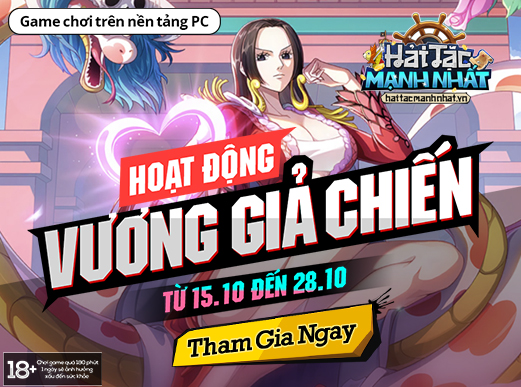 Game chơi trên nền tảng PC
Hải Tặc
MẠNH NHẤT
haitacmanhnhat.vn
HOẠT ĐỘNG
VƯƠNG GIẢ CHIẾN
TỪ 15.10 ĐẾN 28.10
Tham Gia Ngay
18+
Chơi game quá 180 phút
1 ngày sẽ ảnh hưởng
xấu đến sức khỏe